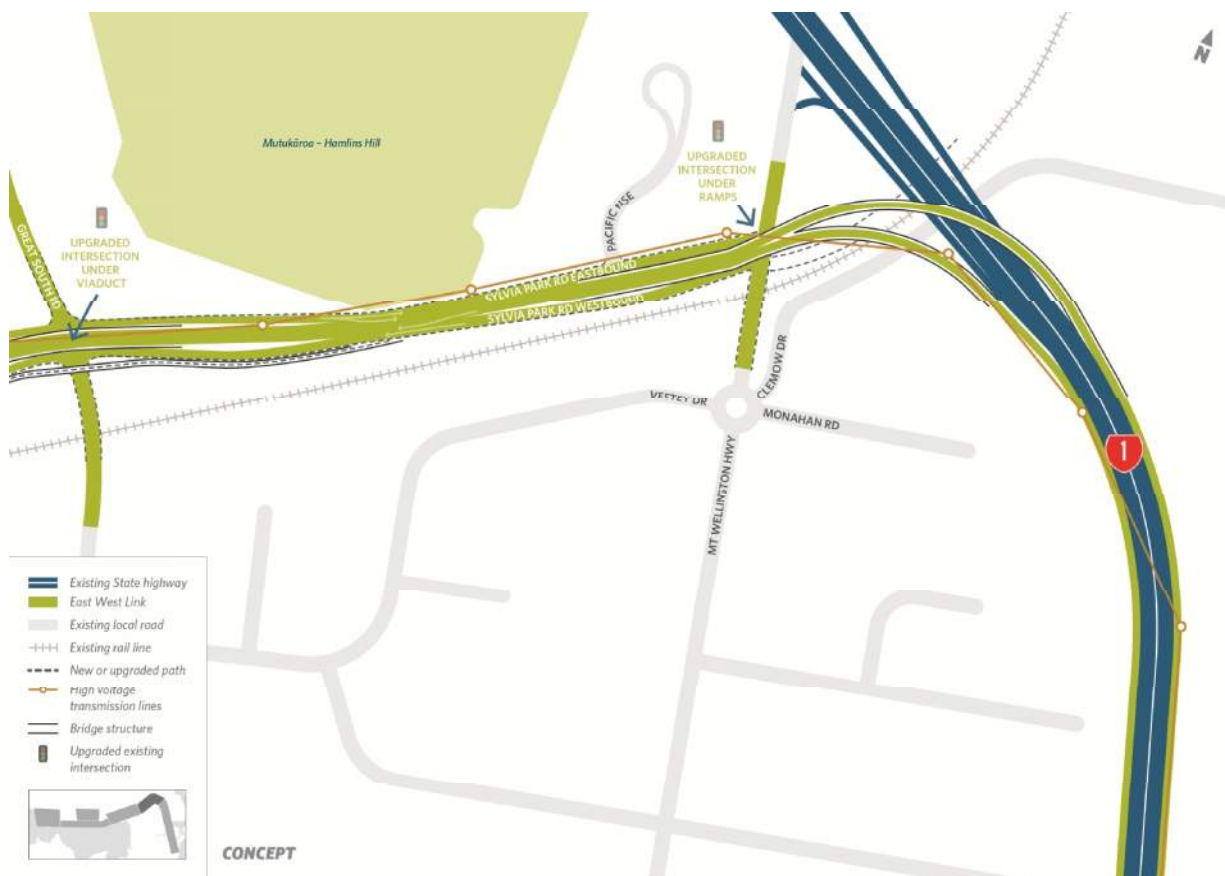 N
Mutukāroa – Hamlins Hill
UPGRADED
INTERSECTION
UNDER
RAMPS
PACIFIC RISE
UPGRADED
INTERSECTION
UNDER
VIADUCT
GREAT SOUTH RD
SYLVIA PARK RD EASTBOUND
SYLVIA PARK RD WESTBOUND
CLEMOW DR
VESTEY DR
MONAHAN RD
MT WELLINGTON HWY
1
Existing State highway
East West Link
Existing local road
Existing rail line
New or upgraded path
High voltage
transmission lines
Bridge structure
Upgraded existing
intersection
CONCEPT